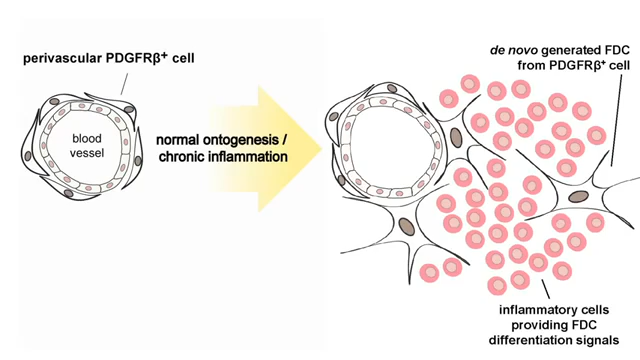 perivascular PDGFRβ+ cell
blood
vessel
normal ontogenesis /
chronic inflammation
de novo generated FDC
from PDGFRβ+ cell
inflammatory cells
providing FDC
differentiation signals